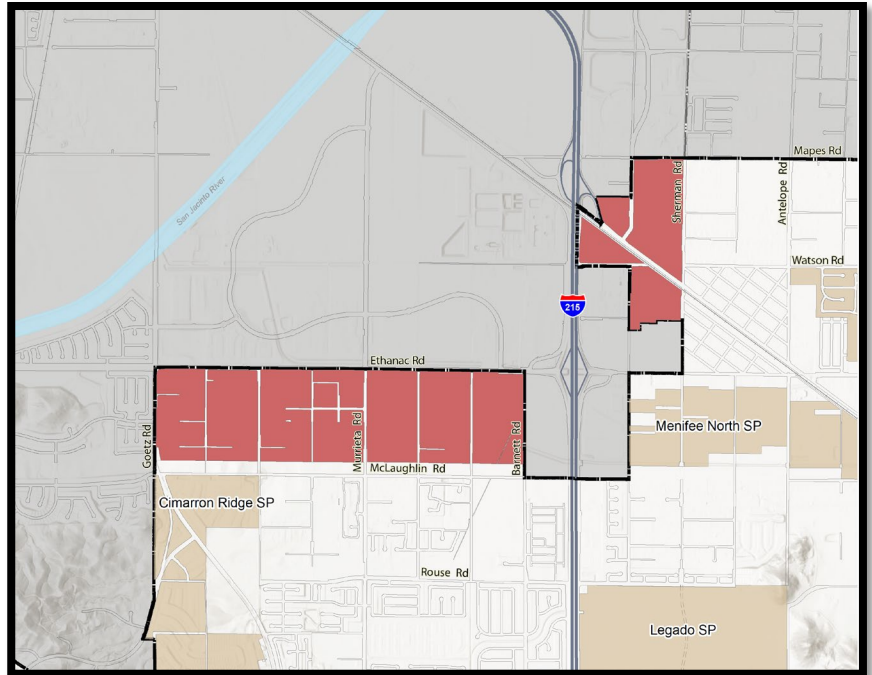 Mapes Rd
San Jacinto River
Sherman Rd
Antelope Rd
Watson Rd
215
Ethanac Rd
Goetz Rd
Murrieta Rd
Barnett Rd
Menifee North SP
McLaughlin Rd
Cimarron Ridge SP
Rouse Rd
Legado SP